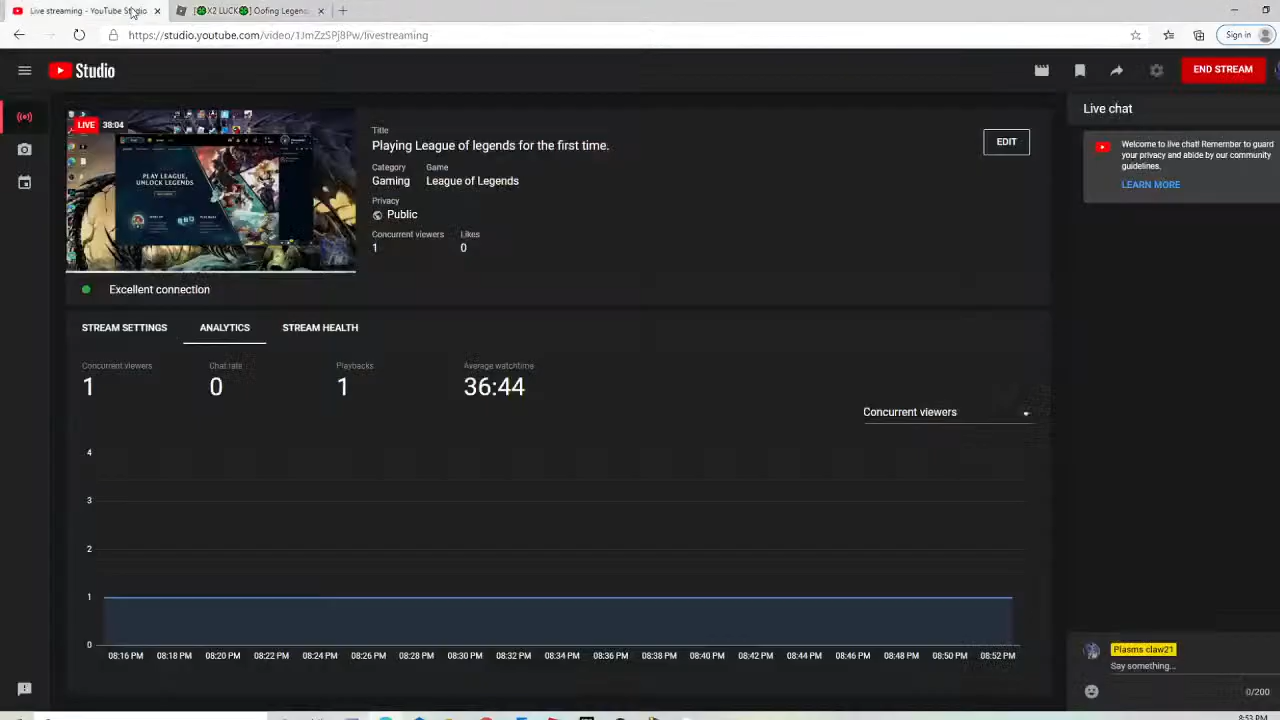 Live streaming - YouTube Studio
[🍀X2 LUCK🍀] Oofing Legend
https://studio.youtube.com/video/1JmZzSPj8Pw/livestreaming
Sign in
Studio
END STREAM
LIVE 38:04
PLAY LEAGUE,
UNLOCK LEGENDS
Title
Playing League of legends for the first time.
EDIT
Category Game
Gaming League of Legends
Privacy
Public
Concurrent viewers Likes
1 0
Excellent connection
STREAM SETTINGS ANALYTICS STREAM HEALTH
Concurrent viewers Chat rate Playbacks Average watchtime
1 0 1 36:44
Concurrent viewers
4
3
2
1
0
08:16 PM 08:18 PM 08:20 PM 08:22 PM 08:24 PM 08:26 PM 08:28 PM 08:30 PM 08:32 PM 08:34 PM 08:36 PM 08:38 PM 08:40 PM 08:42 PM 08:44 PM 08:46 PM 08:48 PM 08:50 PM 08:52 PM
Live chat
Welcome to live chat! Remember to guard
your privacy and abide by our community
guidelines.
LEARN MORE
Plasms claw21
Say something...
0/200
8:53 PM